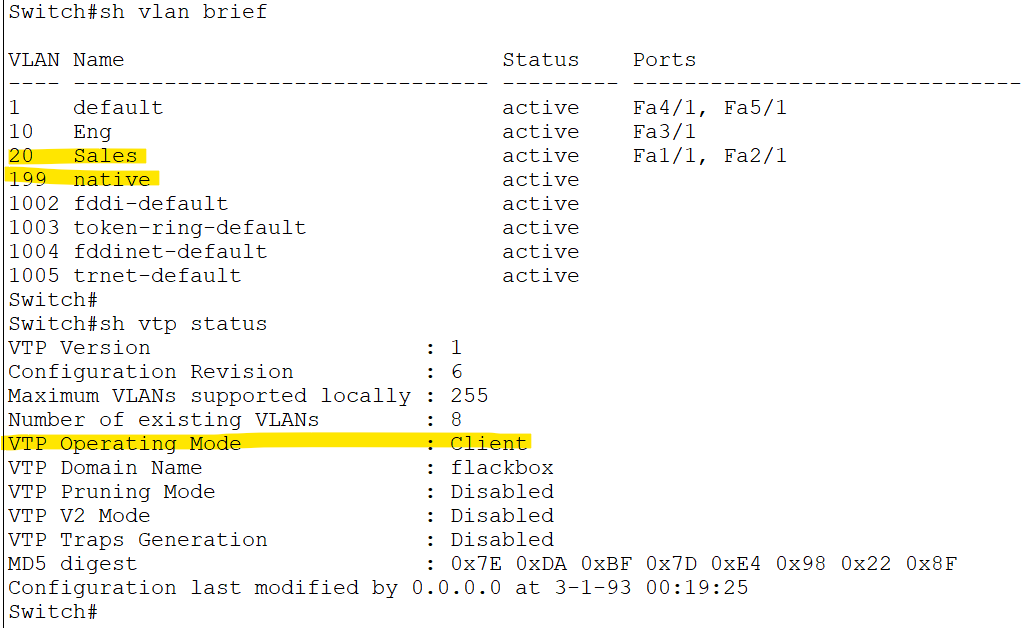 Switch#sh vlan brief
VLAN Name                             Status    Ports
---- -------------------------------- --------- -------------------------------
1    default                          active    Fa4/1, Fa5/1
10   Eng                              active    Fa3/1
20   Sales                            active    Fa1/1, Fa2/1
199  native                           active
1002 fddi-default                     active
1003 token-ring-default               active
1004 fddinet-default                  active
1005 trnet-default                    active
Switch#
Switch#sh vtp status
VTP Version                     : 1
Configuration Revision          : 6
Maximum VLANs supported locally : 255
Number of existing VLANs        : 8
VTP Operating Mode              : Client
VTP Domain Name                 : flackbox
VTP Pruning Mode                : Disabled
VTP V2 Mode                     : Disabled
VTP Traps Generation            : Disabled
MD5 digest                      : 0x7E 0xDA 0xBF 0x7D 0xE4 0x98 0x22 0x8F
Configuration last modified by 0.0.0.0 at 3-1-93 00:19:25
Switch#